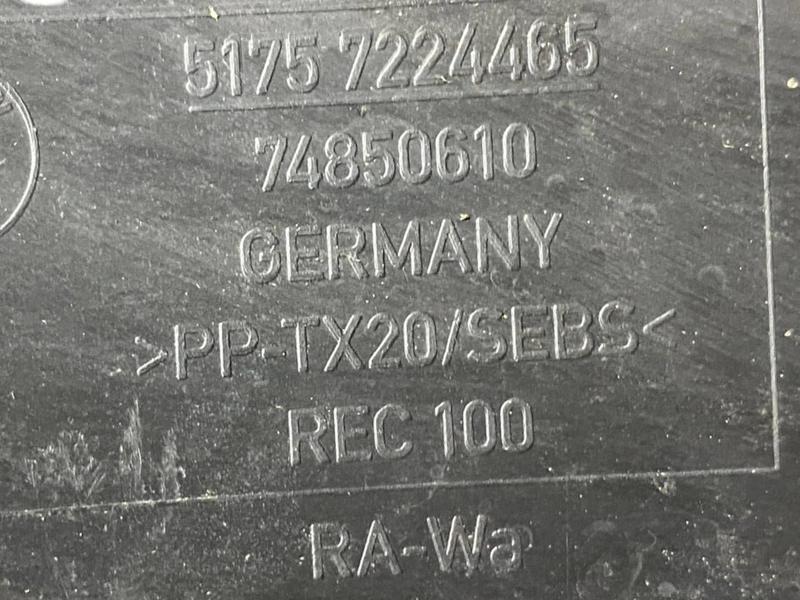 5175 7224465
74850610
GERMANY
>PP-TX20/SEBS<
REC 100
RA-Wa